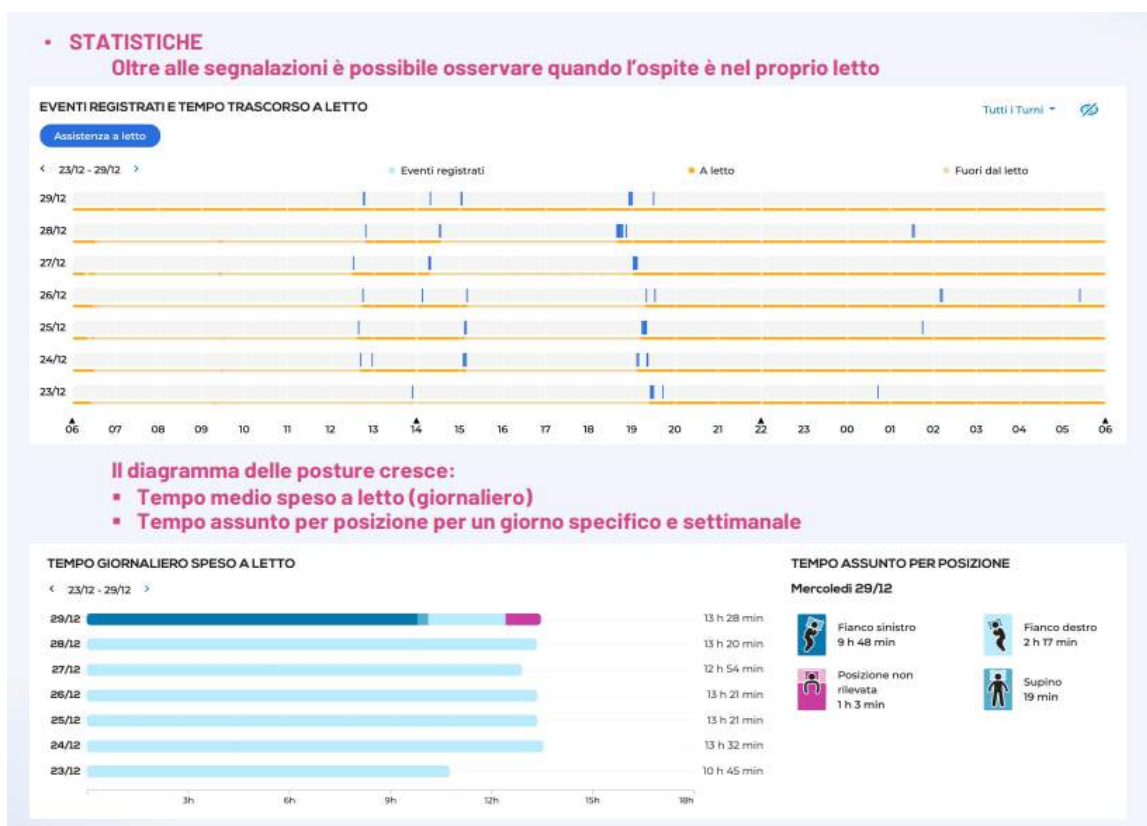 • STATISTICHE
Oltre alle segnalazioni è possibile osservare quando l'ospite è nel proprio letto
EVENTI REGISTRATI E TEMPO TRASCORSO A LETTO
Tutti i Turni
Assistenza a letto
< 23/12 - 29/12 >
Eventi registrati
A letto
Fuori dal letto
29/12
28/12
27/12
26/12
25/12
24/12
23/12
06 07 08 09 10 11 12 13 14 15 16 17 18 19 20 21 22 23 00 01 02 03 04 05 06
Il diagramma delle posture cresce:
▪ Tempo medio speso a letto (giornaliero)
▪ Tempo assunto per posizione per un giorno specifico e settimanale
TEMPO GIORNALIERO SPESO A LETTO
< 23/12 - 29/12 >
29/12 13 h 28 min
28/12 13 h 20 min
27/12 12 h 54 min
26/12 13 h 21 min
25/12 13 h 21 min
24/12 13 h 32 min
23/12 10 h 45 min
3h 6h 9h 12h 15h 18h
TEMPO ASSUNTO PER POSIZIONE
Mercoledì 29/12
Fianco sinistro
9 h 48 min
Fianco destro
2 h 17 min
Posizione non
rilevata
1 h 3 min
Supino
19 min